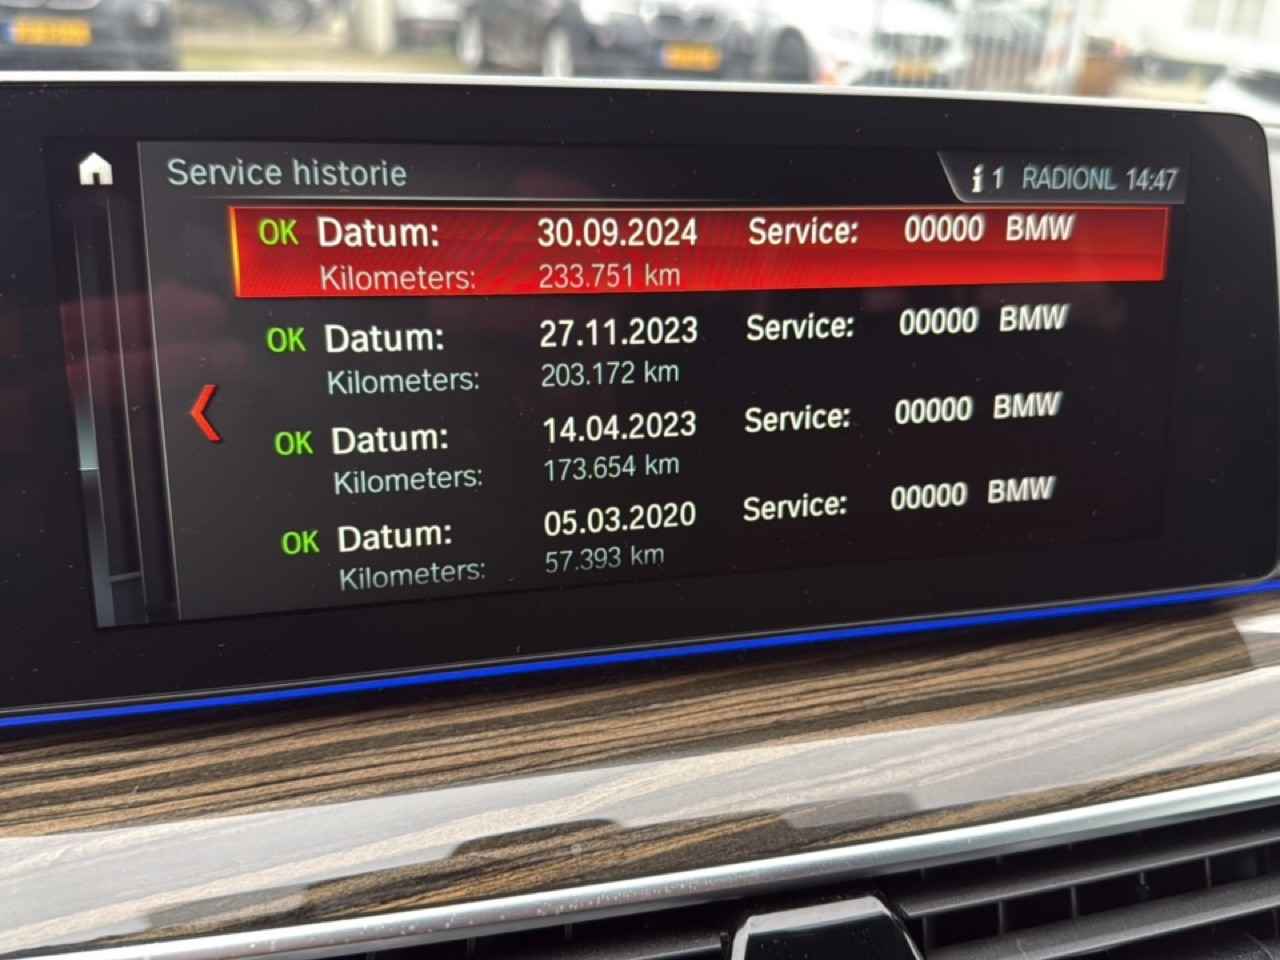 Service historie
i 1 RADIONL 14:47
OK Datum: 30.09.2024 Service: 00000 BMW
Kilometers: 233.751 km
OK Datum: 27.11.2023 Service: 00000 BMW
Kilometers: 203.172 km
OK Datum: 14.04.2023 Service: 00000 BMW
Kilometers: 173.654 km
OK Datum: 05.03.2020 Service: 00000 BMW
Kilometers: 57.393 km